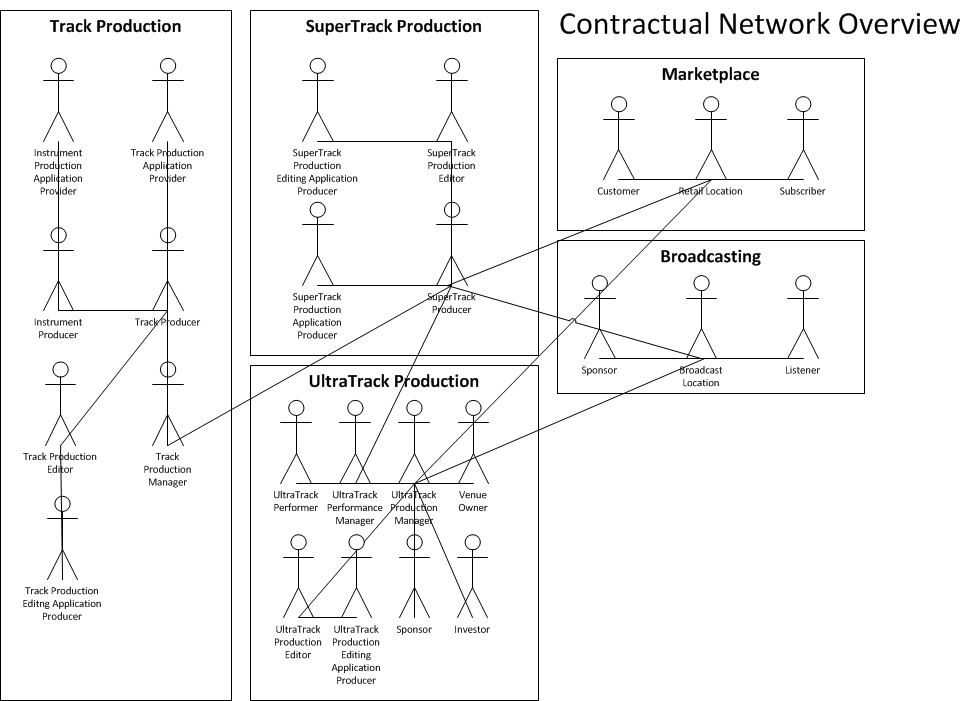 Contractual Network Overview
Track Production
Instrument
Production
Application
Provider
Track Production
Application
Provider
Instrument
Producer
Track Producer
Track Production
Editor
Track
Production
Manager
Track Production
Editng Application
Producer
SuperTrack Production
SuperTrack
Production
Editing Application
Producer
SuperTrack
Production
Editor
SuperTrack
Production
Application
Producer
SuperTrack
Producer
UltraTrack Production
UltraTrack
Performer
UltraTrack
Performance
Manager
UltraTrack
Production
Manager
Venue
Owner
UltraTrack
Production
Editor
UltraTrack
Production
Editing
Application
Producer
Sponsor
Investor
Marketplace
Customer
Retail Location
Subscriber
Broadcasting
Sponsor
Broadcast
Location
Listener